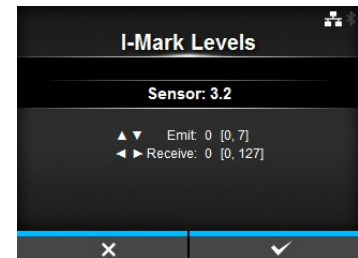 I-Mark Levels
Sensor: 3.2
▲ ▼ Emit: 0 [0, 7]
◄ ► Receive: 0 [0, 127]